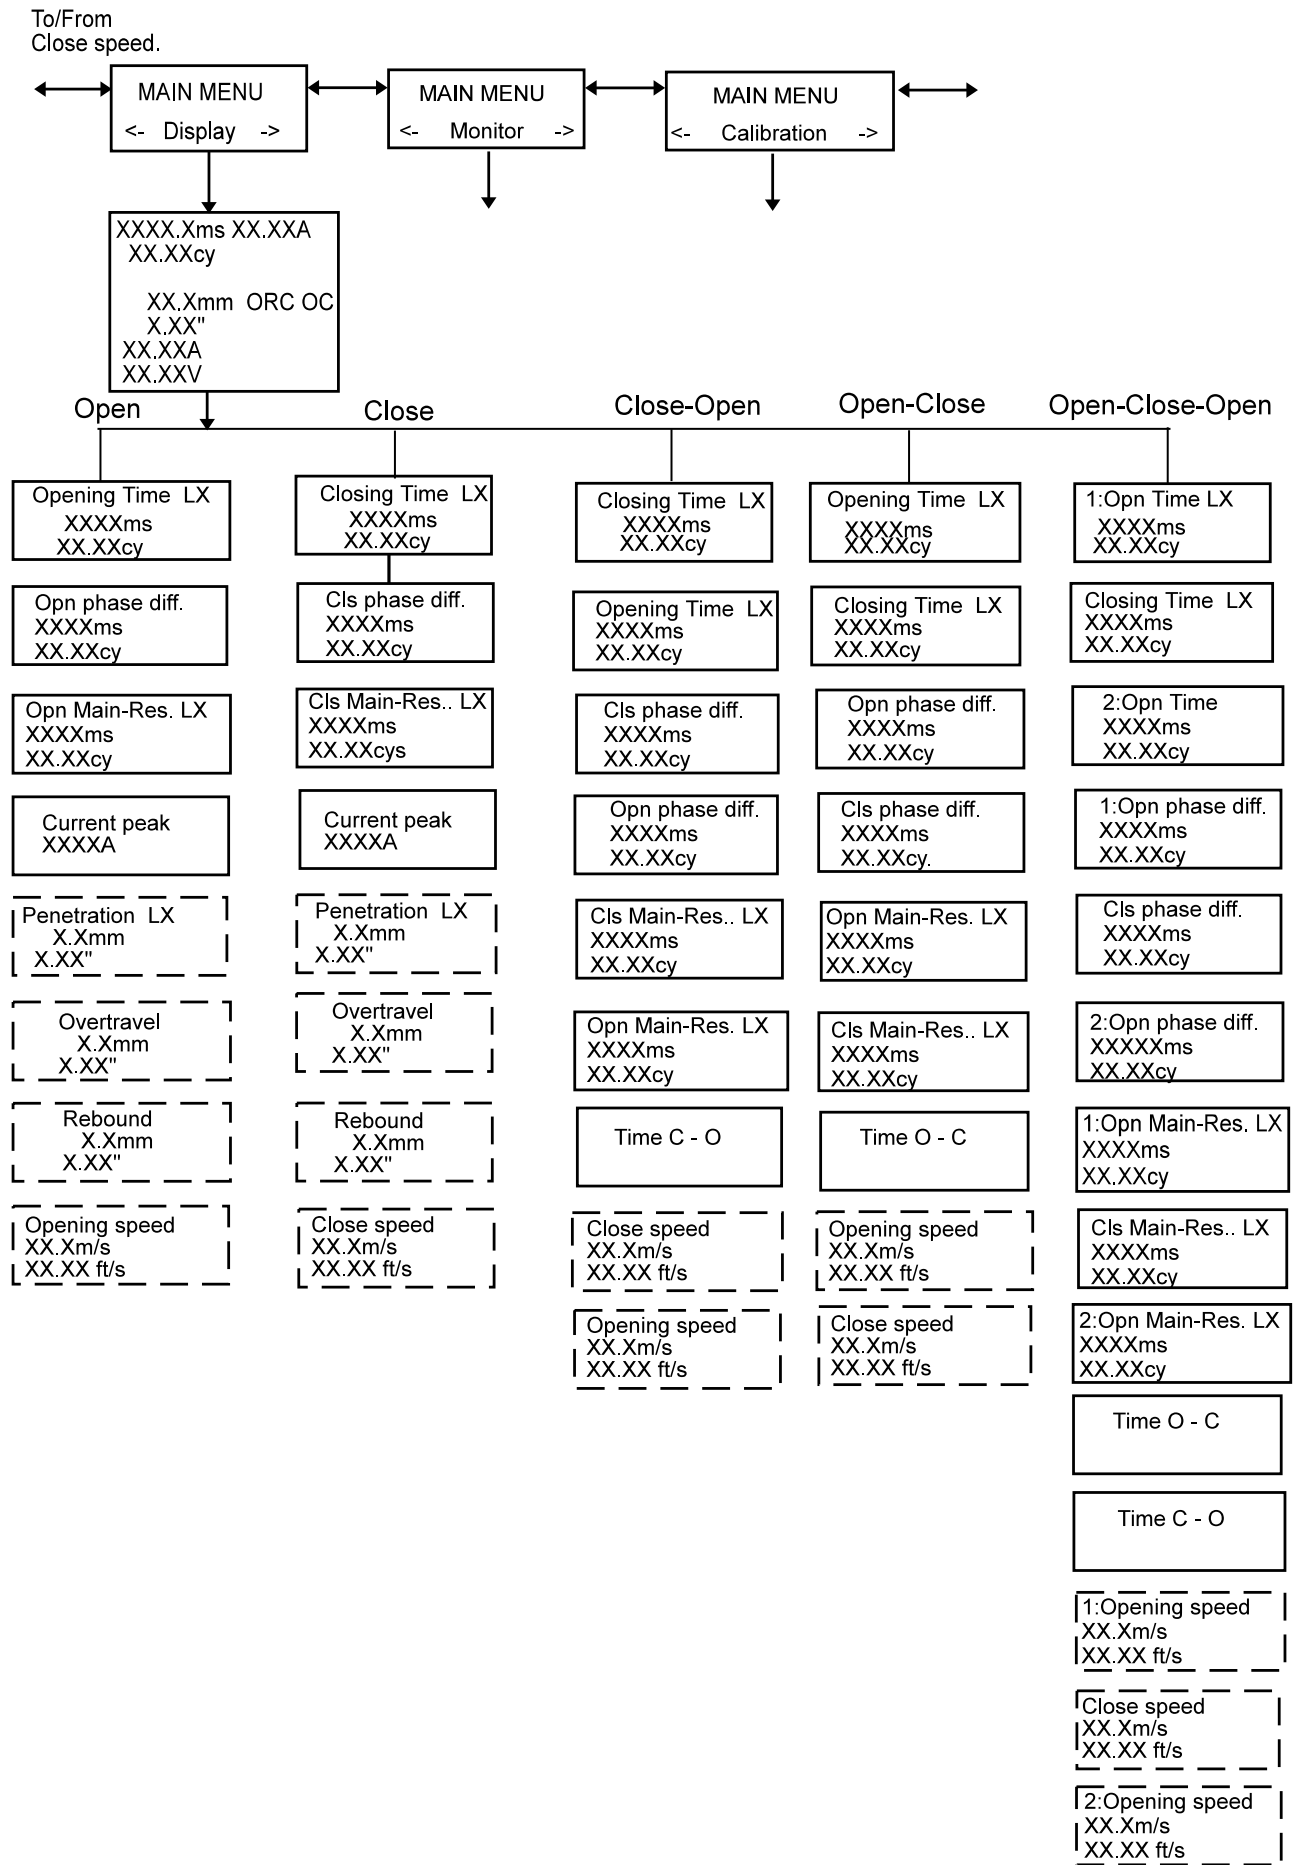 To/From
Close speed.
MAIN MENU
<- Display ->
MAIN MENU
<- Monitor ->
MAIN MENU
<- Calibration ->
XXXX.Xms XX.XXA
XX.XXcy
XX.Xmm ORC OC
X.XX"
XX.XXA
XX.XXV
Open
Close
Close-Open
Open-Close
Open-Close-Open
Opening Time LX
XXXXms
XX.XXcy
Opn phase diff.
XXXXms
XX.XXcy
Opn Main-Res. LX
XXXXms
XX.XXcy
Current peak
XXXXA
Penetration LX
X.Xmm
X.XX"
Overtravel
X.Xmm
X.XX"
Rebound
X.Xmm
X.XX"
Opening speed
XX.Xm/s
XX.XX ft/s
Closing Time LX
XXXXms
XX.XXcy
Cls phase diff.
XXXXms
XX.XXcy
Cls Main-Res.. LX
XXXXms
XX.XXcys
Current peak
XXXXA
Penetration LX
X.Xmm
X.XX"
Overtravel
X.Xmm
X.XX"
Rebound
X.Xmm
X.XX"
Close speed
XX.Xm/s
XX.XX ft/s
Closing Time LX
XXXXms
XX.XXcy
Opening Time LX
XXXXms
XX.XXcy
Cls phase diff.
XXXXms
XX.XXcy
Opn phase diff.
XXXXms
XX.XXcy
Cls Main-Res.. LX
XXXXms
XX.XXcy
Opn Main-Res. LX
XXXXms
XX.XXcy
Time C - O
Close speed
XX.Xm/s
XX.XX ft/s
Opening speed
XX.Xm/s
XX.XX ft/s
Opening Time LX
XXXXms
XX.XXcy
Closing Time LX
XXXXms
XX.XXcy
Opn phase diff.
XXXXms
XX.XXcy
Cls phase diff.
XXXXms
XX.XXcy.
Opn Main-Res. LX
XXXXms
XX.XXcy
Cls Main-Res.. LX
XXXXms
XX.XXcy
Time O - C
Opening speed
XX.Xm/s
XX.XX ft/s
Close speed
XX.Xm/s
XX.XX ft/s
1:Opn Time LX
XXXXms
XX.XXcy
Closing Time LX
XXXXms
XX.XXcy
2:Opn Time
XXXXms
XX.XXcy
1:Opn phase diff.
XXXXms
XX.XXcy
Cls phase diff.
XXXXms
XX.XXcy
2:Opn phase diff.
XXXXXms
XX.XXcy
1:Opn Main-Res. LX
XXXXms
XX.XXcy
Cls Main-Res.. LX
XXXXms
XX.XXcy
2:Opn Main-Res. LX
XXXXms
XX.XXcy
Time O - C
Time C - O
1:Opening speed
XX.Xm/s
XX.XX ft/s
Close speed
XX.Xm/s
XX.XX ft/s
2:Opening speed
XX.Xm/s
XX.XX ft/s